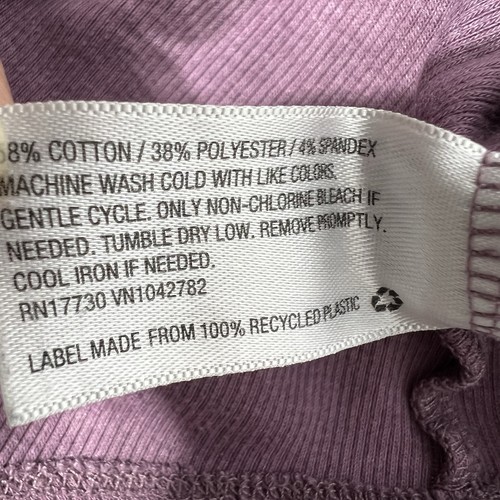 58% COTTON / 38% POLYESTER / 4% SPANDEX
MACHINE WASH COLD WITH LIKE COLORS.
GENTLE CYCLE. ONLY NON-CHLORINE BLEACH IF
NEEDED. TUMBLE DRY LOW. REMOVE PROMPTLY.
COOL IRON IF NEEDED.
RN17730 VN1042782
LABEL MADE FROM 100% RECYCLED PLASTIC